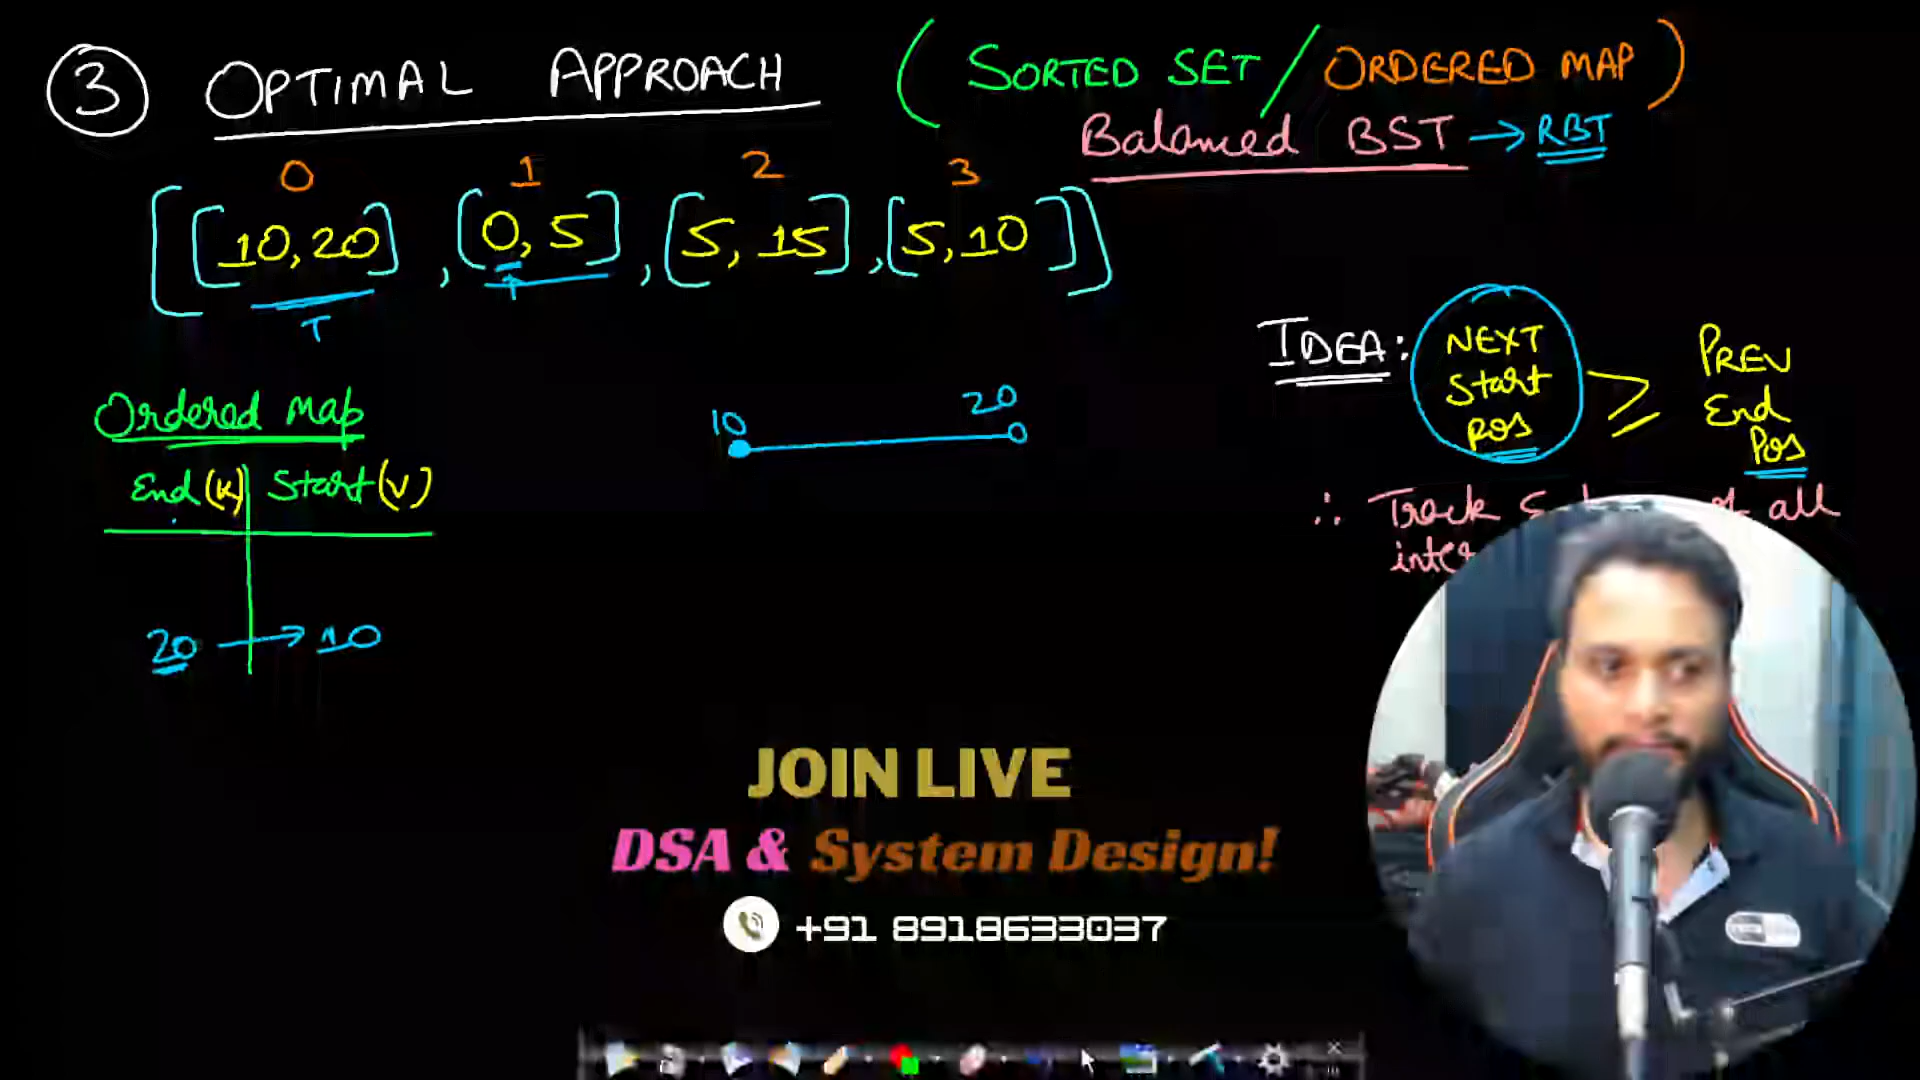 3 OPTIMAL APPROACH (SORTED SET / ORDERED MAP)
Balanced BST → RBT
0 1 2 3
[[10,20], [0,5], [5,15], [5,10]]
T T
IDEA: NEXT Start pos ≥ PREV End Pos
Ordered map
10 20
End(K) Start(V)
∴ Track all
20 → 10
JOIN LIVE
DSA & System Design!
+91 8918633037